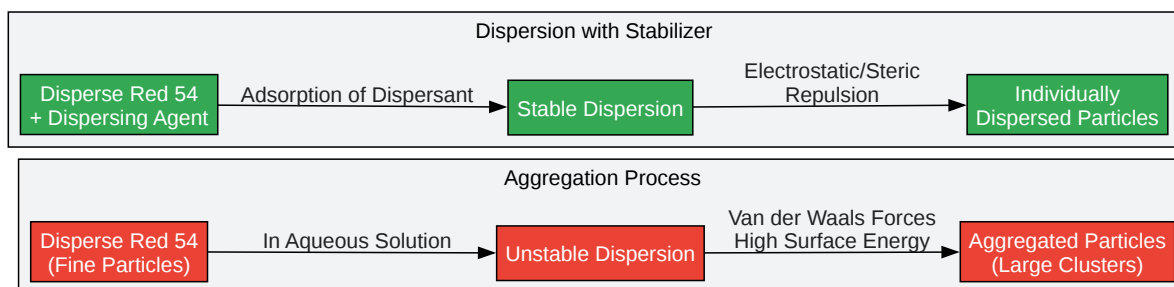 Dispersion with Stabilizer
Disperse Red 54
+ Dispersing Agent
Adsorption of Dispersant
Stable Dispersion
Electrostatic/Steric
Repulsion
Individually
Dispersed Particles
Aggregation Process
Disperse Red 54
(Fine Particles)
In Aqueous Solution
Unstable Dispersion
Van der Waals Forces
High Surface Energy
Aggregated Particles
(Large Clusters)